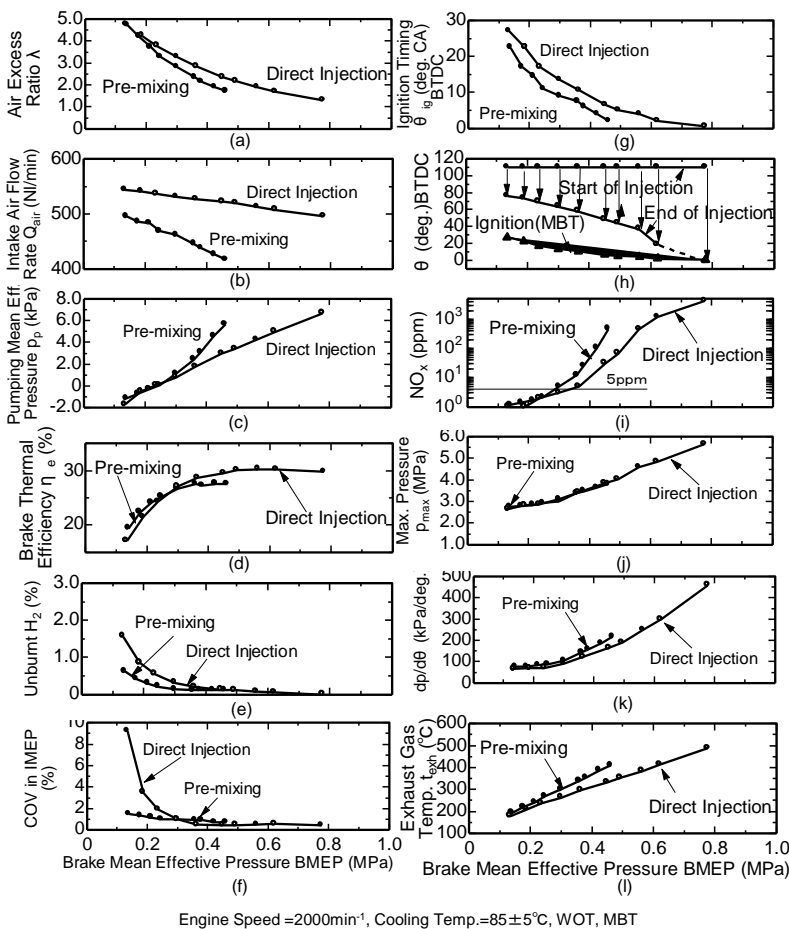 5.0
4.0
3.0
2.0
1.0
0
Air Excess
Ratio λ
Pre-mixing
Direct Injection
(a)
600
500
400
Intake Air Flow
Rate Qair (Nl/min)
Direct Injection
Pre-mixing
(b)
8.0
6.0
4.0
2.0
0
-2.0
Pumping Mean Eff.
Pressure pp (kPa)
Pre-mixing
Direct Injection
(c)
30
20
Brake Thermal
Efficiency η e (%)
Pre-mixing
Direct Injection
(d)
3.0
2.0
1.0
0
Unburnt H2 (%)
Pre-mixing
Direct Injection
(e)
10
8
6
4
2
0
COV in IMEP
(%)
Direct Injection
Pre-mixing
0 0.2 0.4 0.6 0.8 1.0
Brake Mean Effective Pressure BMEP (MPa)
(f)
30
20
10
0
Ignition Timing
θ ig (deg. CA)
BTDC
Direct Injection
Pre-mixing
(g)
120
100
80
60
40
20
0
θ (deg.)BTDC
Start of Injection
End of Injection
Ignition(MBT)
(h)
10³
10²
10¹
10⁰
NOx (ppm)
Pre-mixing
Direct Injection
5ppm
(i)
6.0
5.0
4.0
3.0
2.0
1.0
Max. Pressure
pmax (MPa)
Pre-mixing
Direct Injection
(j)
500
400
300
200
100
0
dp/dθ (kPa/deg.)
Pre-mixing
Direct Injection
(k)
600
500
400
300
200
100
Exhaust Gas
Temp. texh (°C)
Pre-mixing
Direct Injection
0 0.2 0.4 0.6 0.8 1.0
Brake Mean Effective Pressure BMEP (MPa)
(l)
Engine Speed =2000min-1, Cooling Temp.=85±5°C, WOT, MBT